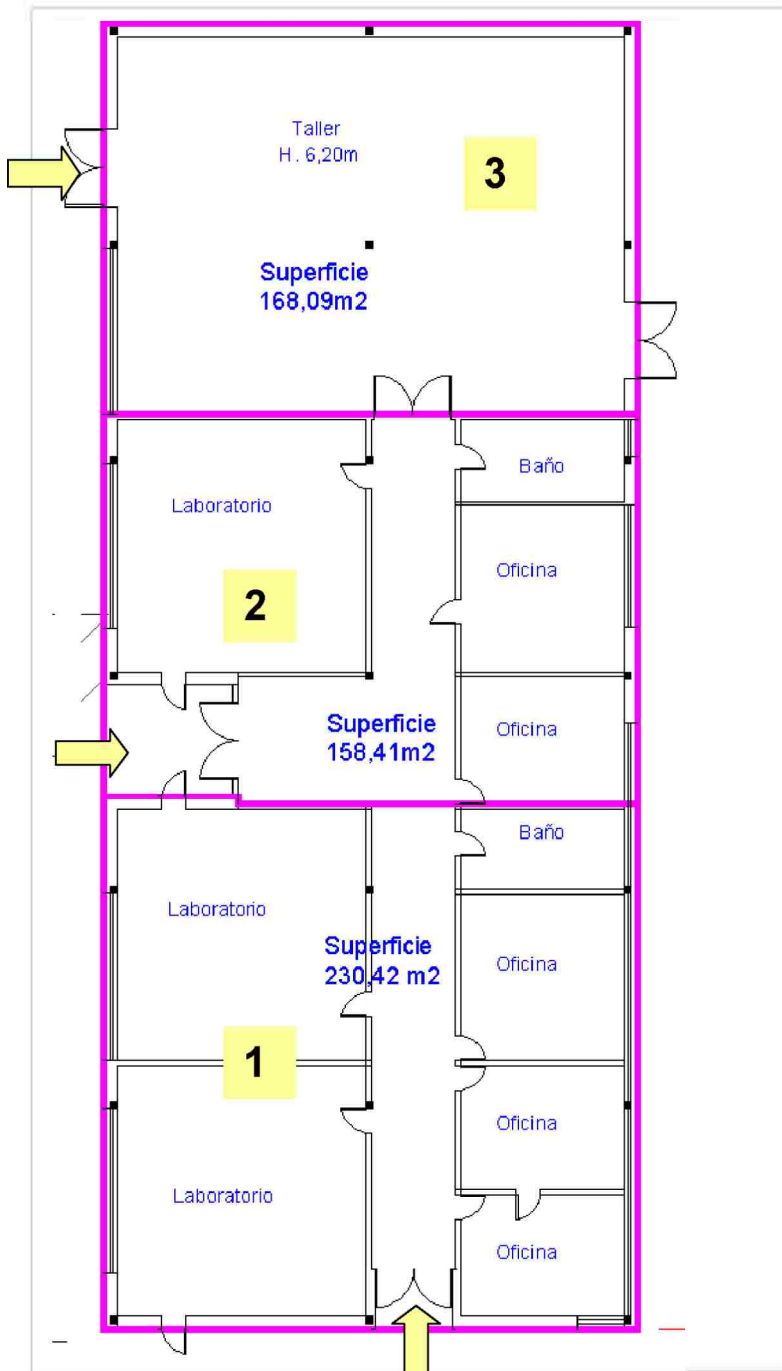 Taller
H. 6,20m
3
Superficie
168,09m2
Baño
Laboratorio
Oficina
2
Superficie
158,41m2
Oficina
Baño
Laboratorio
Superficie
230,42 m2
Oficina
1
Oficina
Laboratorio
Oficina